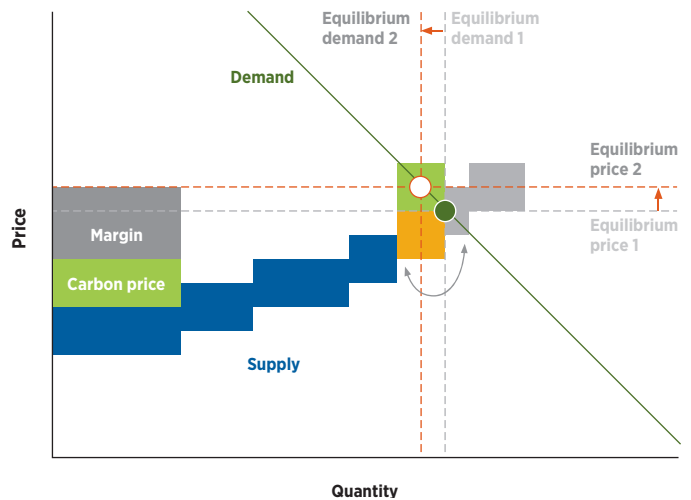 Equilibrium
demand 2
Equilibrium
demand 1
Demand
Equilibrium
price 2
Equilibrium
price 1
Price
Margin
Carbon price
Supply
Quantity